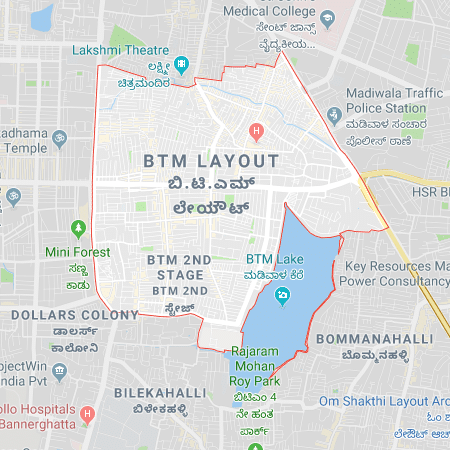 Medical College
ಸೇಂಟ್ ಜಾನ್ಸ್
ವೈದ್ಯಕೀಯ...
Lakshmi Theatre
ಲಕ್ಷ್ಮೀ
ಚಿತ್ರಮಂದಿರ
Madiwala Traffic
Police Station
ಮಡಿವಾಳ ಸಂಚಾರ
ಪೊಲೀಸ್ ಠಾಣೆ
adhama
Temple
BTM LAYOUT
ಬಿ.ಟಿ.ಎಮ್
ಲೇಯೌಟ್
HSR B
Mini Forest
ಸಣ್ಣ
ಕಾಡು
BTM 2ND
STAGE
BTM 2ND
ಸ್ಟೇಜ್
BTM Lake
ಮಡಿವಾಳ ಕೆರೆ
Key Resources Ma
Power Consultancy
DOLLARS COLONY
ಡಾಲರ್ಸ್
ಕಾಲೋನಿ
BOMMANAHALLI
ಬೊಮ್ಮನಹಳ್ಳಿ
Rajaram
Mohan
Roy Park
ಬಿಟಿಎಂ 4
ನೇ ಹಂತ
ಪಾರ್ಕ್
ojectWin
ndia Pvt
BILEKAHALLI
ಬಿಳೇಕಹಳ್ಳಿ
ollo Hospitals
Bannerghatta
Om Shakthi Layout Arc
ಓಂ ಶ
ಲೇಔಟ್ ಆರ್ಚ